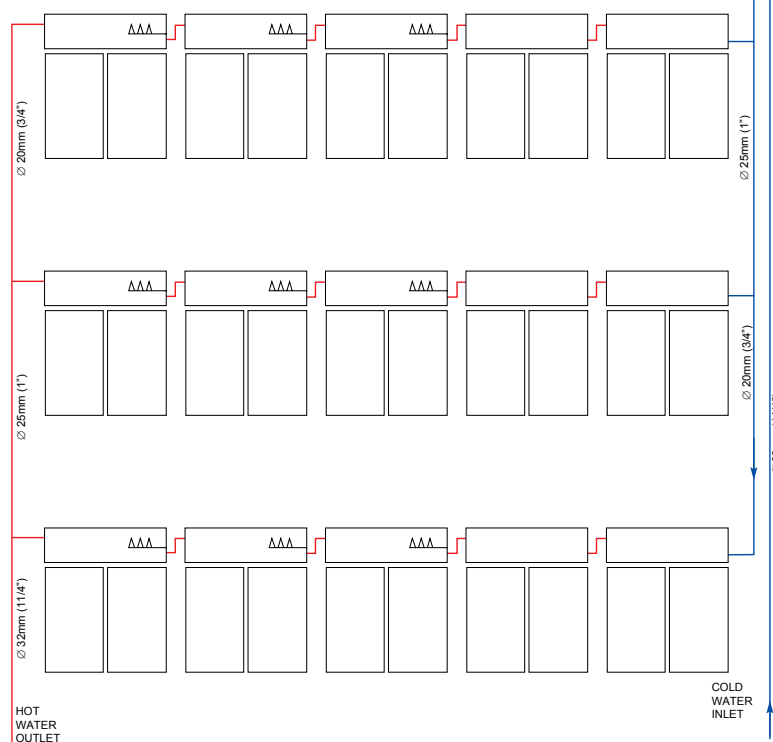 Ø 20mm (3/4")
Ø 25mm (1")
Ø 25mm (1")
Ø 20mm (3/4")
Ø 32mm (11/4")
HOT
WATER
OUTLET
COLD
WATER
INLET